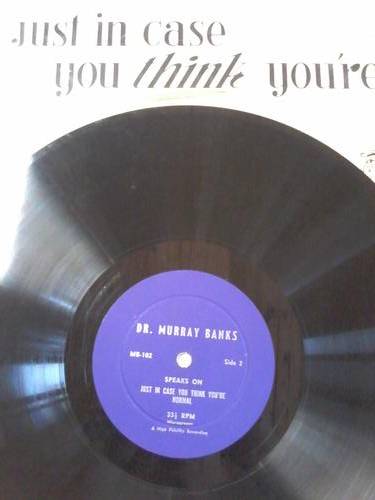 Just in case
you think you're
DR. MURRAY BANKS
MB-102
Side 2
SPEAKS ON
JUST IN CASE YOU THINK YOU'RE
NORMAL
33⅓ RPM
Microgroove
A High Fidelity Recording